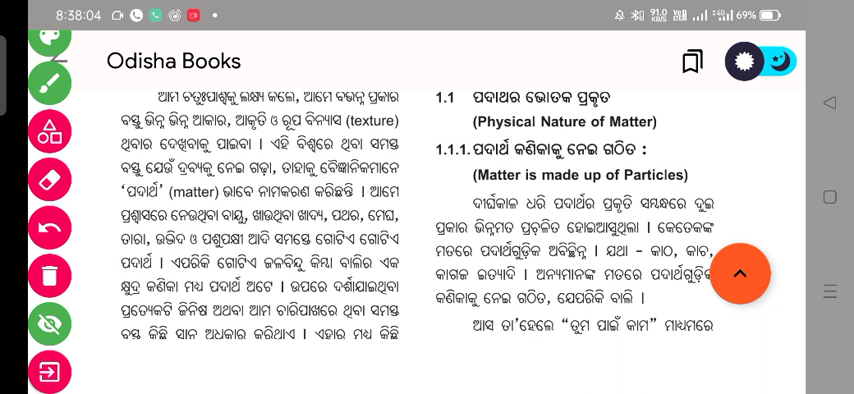 8:38:04
91.0 KB/S
4G
69%
Odisha Books
ଆମ ଚତୁଃପାର୍ଶ୍ୱକୁ ଲକ୍ଷ୍ୟ କଲେ, ଆମେ ବିଭିନ୍ନ ପ୍ରକାର
ବସ୍ତୁ ଭିନ୍ନ ଭିନ୍ନ ଆକାର, ଆକୃତି ଓ ରୂପ ବିନ୍ୟାସ (texture)
ଥିବାର ଦେଖିବାକୁ ପାଇବା । ଏହି ବିଶ୍ୱରେ ଥିବା ସମସ୍ତ
ବସ୍ତୁ ଯେଉଁ ଦ୍ରବ୍ୟକୁ ନେଇ ଗଢ଼ା, ତାହାକୁ ବୈଜ୍ଞାନିକମାନେ
‘ପଦାର୍ଥ’ (matter) ଭାବେ ନାମକରଣ କରିଛନ୍ତି । ଆମେ
ପ୍ରଶ୍ୱାସରେ ନେଉଥିବା ବାୟୁ, ଖାଉଥିବା ଖାଦ୍ୟ, ପଥର, ମେଘ,
ତାରା, ଉଦ୍ଭିଦ ଓ ପଶୁପକ୍ଷୀ ଆଦି ସମସ୍ତେ ଗୋଟିଏ ଗୋଟିଏ
ପଦାର୍ଥ । ଏପରିକି ଗୋଟିଏ ଜଳବିନ୍ଦୁ କିମ୍ବା ବାଲିର ଏକ
କ୍ଷୁଦ୍ର କଣିକା ମଧ୍ୟ ପଦାର୍ଥ ଅଟେ । ଉପରେ ଦର୍ଶାଯାଇଥିବା
ପ୍ରତ୍ୟେକଟି ଜିନିଷ ଅଥବା ଆମ ଚାରିପାଖରେ ଥିବା ସମସ୍ତ
ବସ୍ତୁ କିଛି ସ୍ଥାନ ଅଧିକାର କରିଥାଏ । ଏହାର ମଧ୍ୟ କିଛି
1.1 ପଦାର୍ଥର ଭୌତିକ ପ୍ରକୃତି
(Physical Nature of Matter)
1.1.1. ପଦାର୍ଥ କଣିକାକୁ ନେଇ ଗଠିତ :
(Matter is made up of Particles)
ଦୀର୍ଘକାଳ ଧରି ପଦାର୍ଥର ପ୍ରକୃତି ସମ୍ବନ୍ଧରେ ଦୁଇ
ପ୍ରକାର ଭିନ୍ନମତ ପ୍ରଚଳିତ ହୋଇଆସୁଥିଲା । କେତେକଙ୍କ
ମତରେ ପଦାର୍ଥଗୁଡ଼ିକ ଅବିଚ୍ଛିନ୍ନ । ଯଥା - କାଠ, କାଚ,
କାଗଜ ଇତ୍ୟାଦି । ଅନ୍ୟମାନଙ୍କ ମତରେ ପଦାର୍ଥଗୁଡ଼ିକ
କଣିକାକୁ ନେଇ ଗଠିତ, ଯେପରିକି ବାଲି ।
ଆସ ତା’ହେଲେ “ତୁମ ପାଇଁ କାମ” ମାଧ୍ୟମରେ